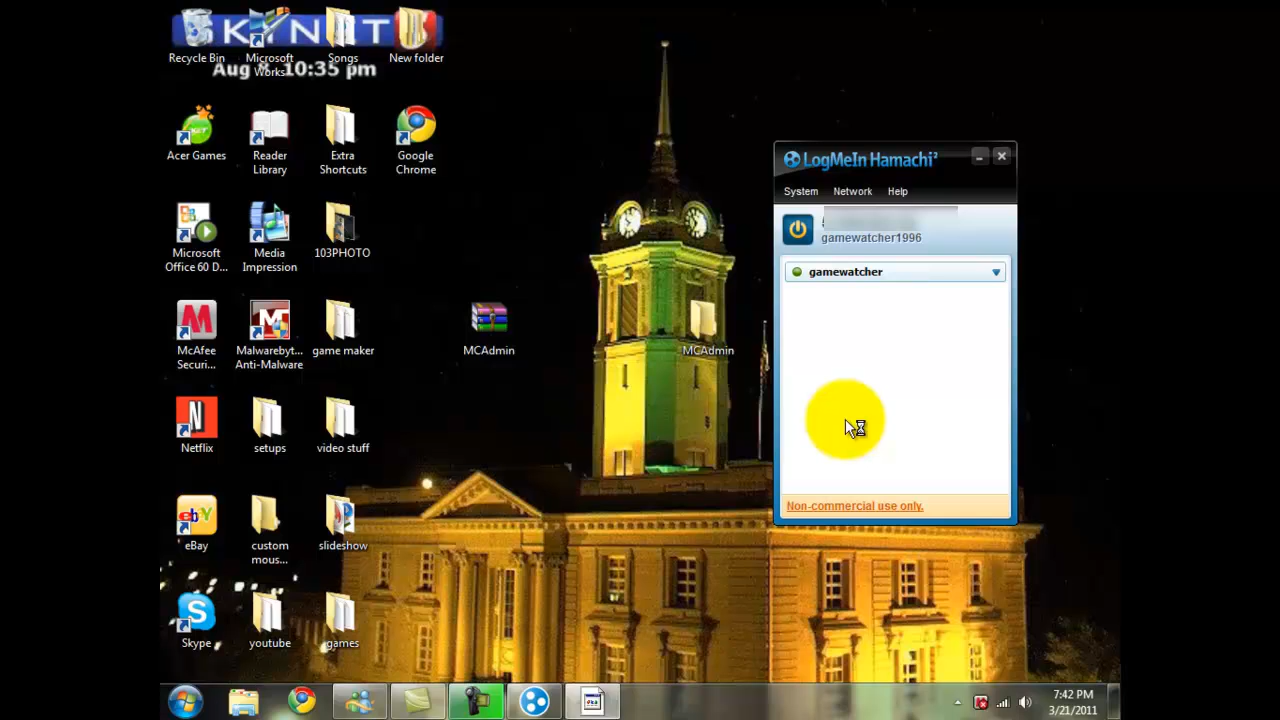 SKYNET
Aug 8, 10:35 pm
Recycle Bin
Microsoft
Works
Songs
New folder
Acer Games
Reader
Library
Extra
Shortcuts
Google
Chrome
Microsoft
Office 60 D...
Media
Impression
103PHOTO
McAfee
Securi...
Malwarebyt...
Anti-Malware
game maker
MCAdmin
MCAdmin
Netflix
setups
video stuff
eBay
custom
mous...
slideshow
Skype
youtube
games
LogMeIn Hamachi²
System Network Help
gamewatcher1996
gamewatcher
Non-commercial use only.
7:42 PM
3/21/2011